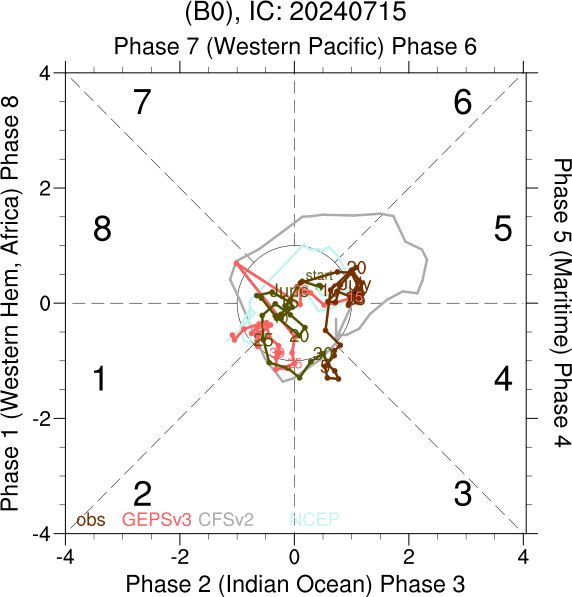 (B0), IC: 20240715
Phase 7 (Western Pacific) Phase 6
4
7
6
2
8
5
start
20
June
July
15
0
20
25
30
5
15
1
4
-2
2
3
obs GEPSv3 CFSv2 NCEP
-4
-4 -2 0 2 4
Phase 2 (Indian Ocean) Phase 3
Phase 1 (Western Hem, Africa) Phase 8
Phase 5 (Maritime) Phase 4